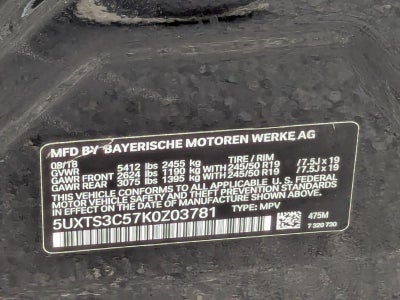 MFD BY BAYERISCHE MOTOREN WERKE AG
08/18 TIRE / RIM
GVWR 5412 lbs 2455 kg
GAWR FRONT 2624 lbs 1190 kg WITH 245/50 R19 /7.5J x 19
GAWR REAR 3075 lbs 1395 kg WITH 245/50 R19 /7.5J x 19
THIS VEHICLE CONFORMS TO ALL APPLICABLE U.S. FEDERAL
MOTOR VEHICLE SAFETY, BUMPER AND THEFT PREVENTION STANDARDS
IN EFFECT ON THE DATE OF MANUFACTURE SHOWN ABOVE.
5UXTS3C57K0Z03781 TYPE: MPV 475M
7 320 730